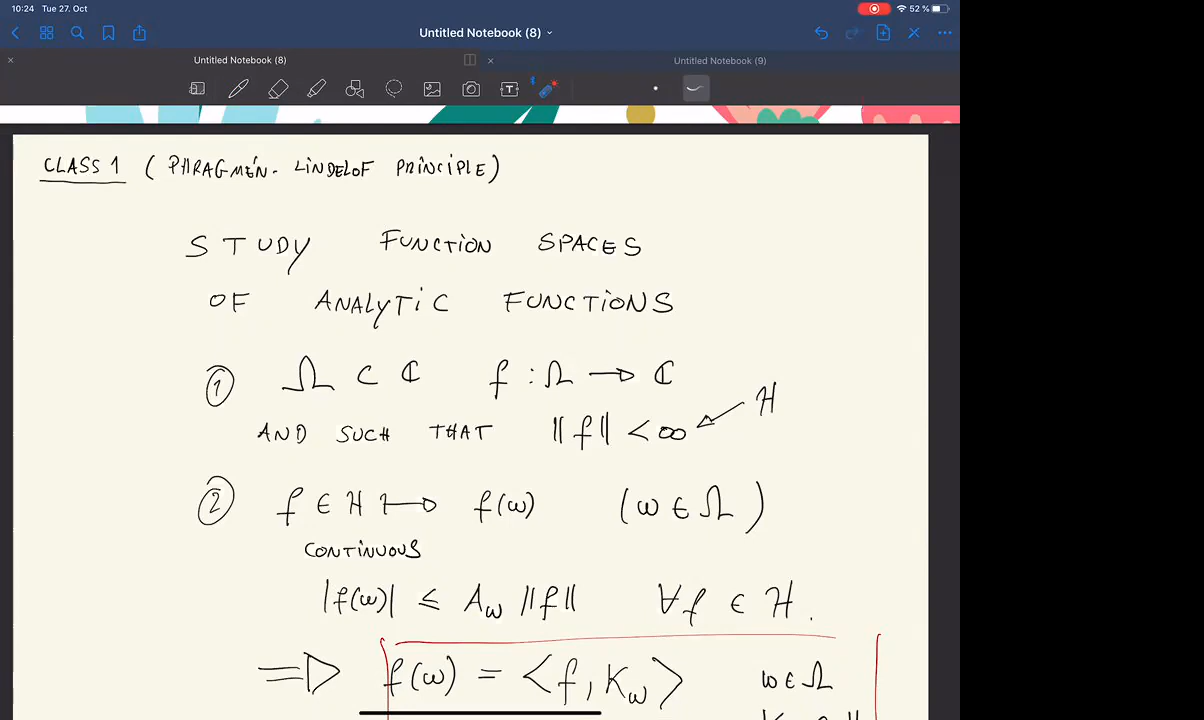 10:24 Tue 27. Oct
52 %
Untitled Notebook (8)
Untitled Notebook (8)
Untitled Notebook (9)
T
CLASS 1 ( PHRAGMÉN- LINDELOF PRINCIPLE )
STUDY FUNCTION SPACES
OF ANALYTIC FUNCTIONS
① Ω ⊂ ℂ f : Ω → ℂ
AND SUCH THAT ‖f‖ < ∞ ← H
② f ∈ H ↦ f(ω) (ω ∈ Ω)
CONTINUOUS
|f(ω)| ≤ A_ω ‖f‖ ∀f ∈ H.
⇒ f(ω) = <f, K_ω> ω ∈ Ω